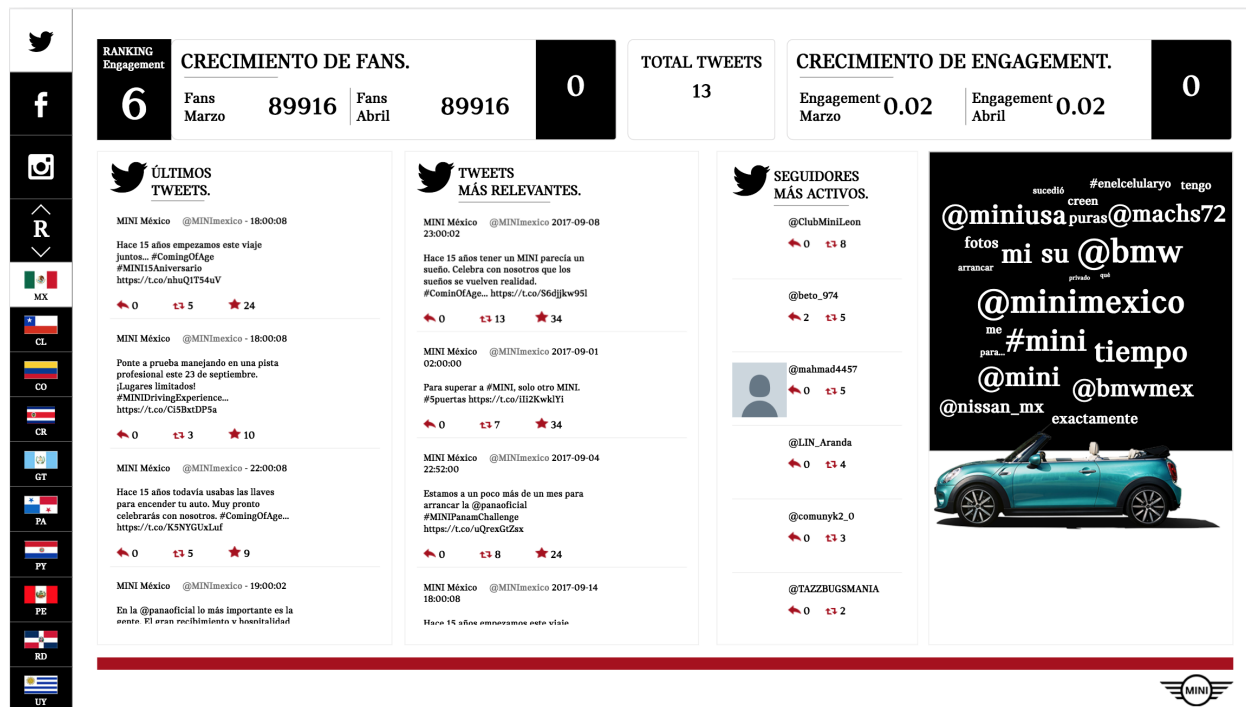 RANKING
Engagement
6
CRECIMIENTO DE FANS.
Fans
Marzo
89916
Fans
Abril
89916
0
TOTAL TWEETS
13
CRECIMIENTO DE ENGAGEMENT.
Engagement
Marzo
0.02
Engagement
Abril
0.02
0
R
MX
CL
CO
CR
GT
PA
PY
PE
RD
UY
ÚLTIMOS
TWEETS.
MINI México @MINImexico - 18:00:08
Hace 15 años empezamos este viaje
juntos... #ComingOfAge
#MINI15Aniversario
https://t.co/nhuQ1T54uV
0 5 24
MINI México @MINImexico - 18:00:08
Ponte a prueba manejando en una pista
profesional este 23 de septiembre.
¡Lugares limitados!
#MINIDrivingExperience...
https://t.co/Ci5BxtDP5a
0 3 10
MINI México @MINImexico - 22:00:08
Hace 15 años todavía usabas las llaves
para encender tu auto. Muy pronto
celebrarás con nosotros. #ComingOfAge...
https://t.co/K5NYGUxLuf
0 5 9
MINI México @MINImexico - 19:00:02
En la @panaoficial lo más importante es la
gente. El gran recibimiento y hospitalidad
TWEETS
MÁS RELEVANTES.
MINI México @MINImexico 2017-09-08
23:00:02
Hace 15 años tener un MINI parecía un
sueño. Celebra con nosotros que los
sueños se vuelven realidad.
#CominOfAge... https://t.co/S6djjkw95l
0 13 34
MINI México @MINImexico 2017-09-01
02:00:00
Para superar a #MINI, solo otro MINI.
#5puertas https://t.co/iIi2KwklYi
0 7 34
MINI México @MINImexico 2017-09-04
22:52:00
Estamos a un poco más de un mes para
arrancar la @panaoficial
#MINIPanamChallenge
https://t.co/uQrexGtZsx
0 8 24
MINI México @MINImexico 2017-09-14
18:00:08
Hace 15 años empezamos este viaje
SEGUIDORES
MÁS ACTIVOS.
@ClubMiniLeon
0 8
@beto_974
2 5
@mahmad4457
0 5
@LIN_Aranda
0 4
@comunyk2_0
0 3
@TAZZBUGSMANIA
0 2
sucedió #enelcelularyo tengo
creen
@miniusa puras @machs72
fotos mi su @bmw
arrancar
privado qué
@minimexico
me
para... #mini tiempo
@mini @bmwmex
@nissan_mx exactamente
MINI